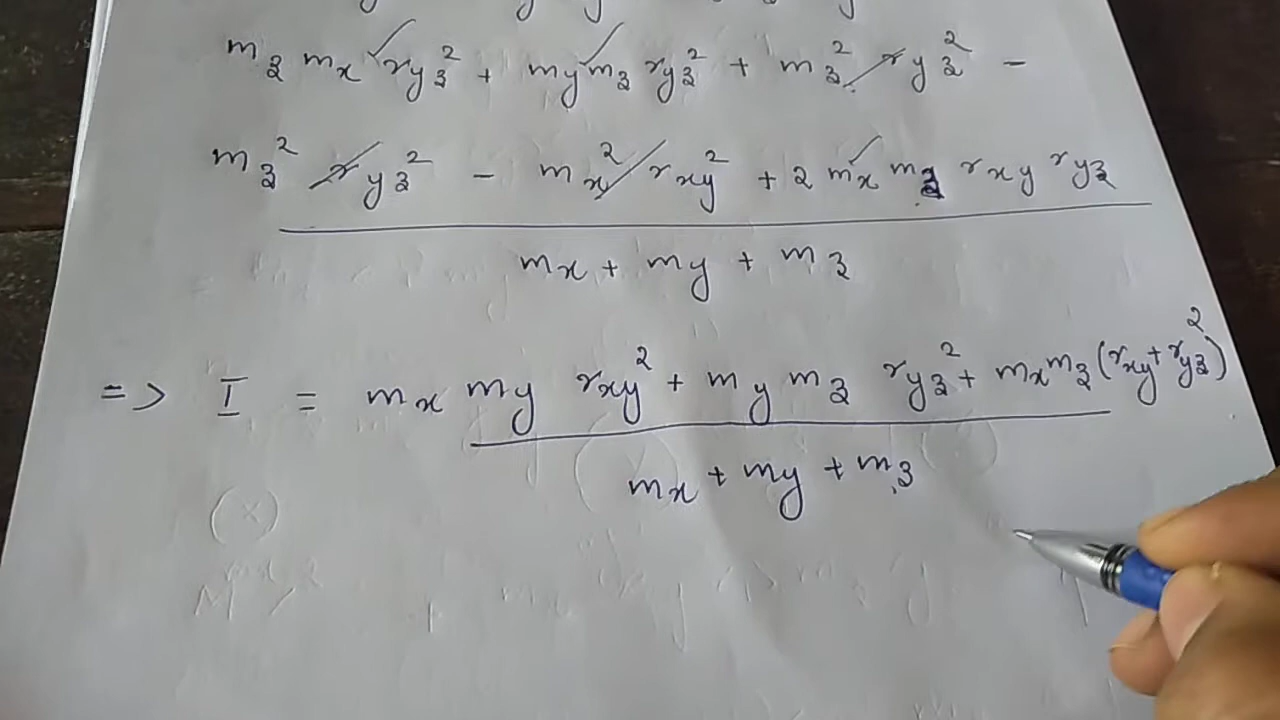 m_z m_x r_yz² + m_y m_z r_yz² + m_z² r_yz² -
m_z² r_yz² - m_x² r_xy² + 2 m_x m_z r_xy r_yz
m_x + m_y + m_z
=> I = m_x m_y r_xy² + m_y m_z r_yz² + m_x m_z (r_xy + r_yz)²
m_x + m_y + m_z